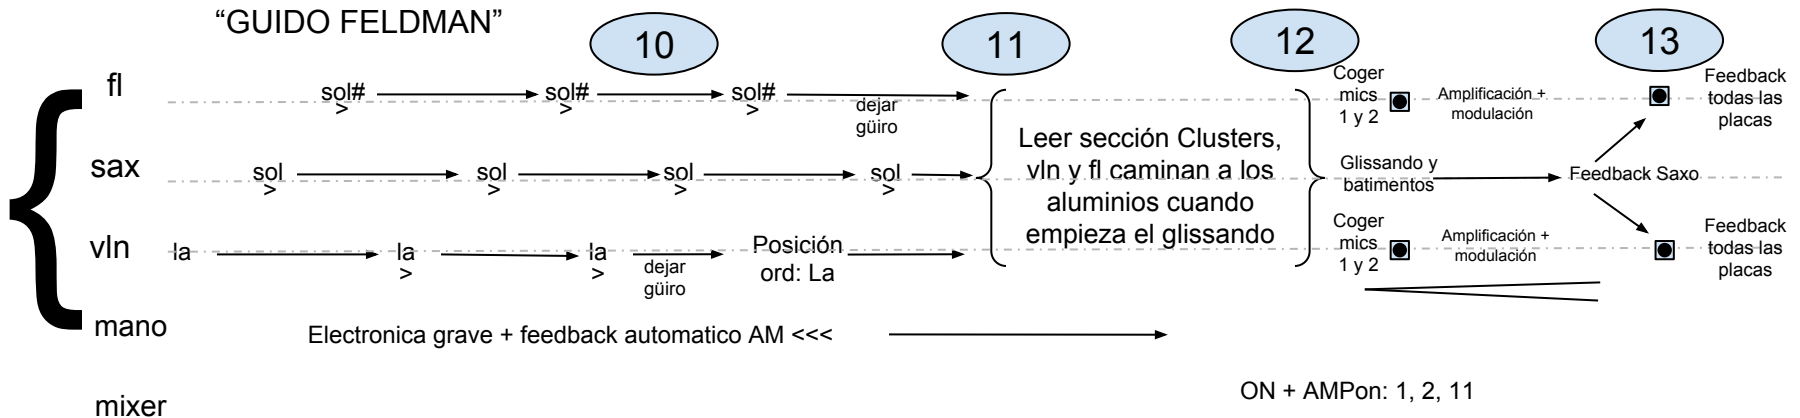 “GUIDO FELDMAN”
10
11
12
13
fl
sol#
>
sol#
>
sol#
>
dejar
güiro
sax
sol
>
sol
>
sol
>
sol
>
vln
la
la
>
la
>
dejar
güiro
Posición
ord: La
Leer sección Clusters,
vln y fl caminan a los
aluminios cuando
empieza el glissando
Coger
mics
1 y 2
Amplificación +
modulación
Feedback
todas las
placas
Glissando y
batimentos
Feedback Saxo
Coger
mics
1 y 2
Amplificación +
modulación
Feedback
todas las
placas
mano
Electronica grave + feedback automatico AM <<<
mixer
ON + AMPon: 1, 2, 11